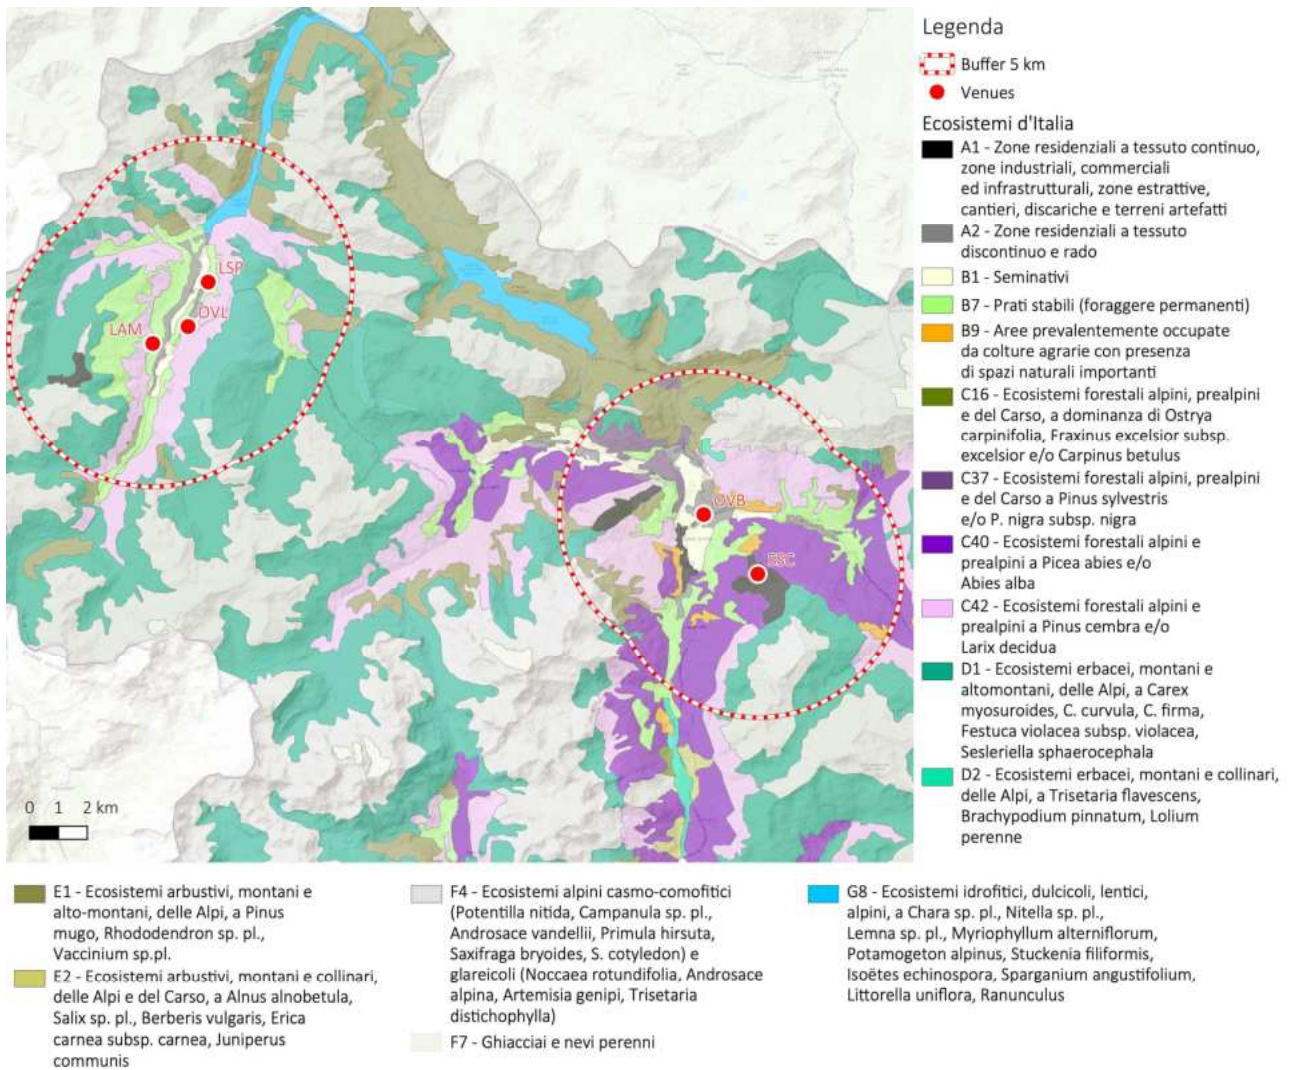 LSP
OVL
LAM
OVB
SSC
0 1 2 km
Legenda
Buffer 5 km
Venues
Ecosistemi d'Italia
A1 - Zone residenziali a tessuto continuo,
zone industriali, commerciali
ed infrastrutturali, zone estrattive,
cantieri, discariche e terreni artefatti
A2 - Zone residenziali a tessuto
discontinuo e rado
B1 - Seminativi
B7 - Prati stabili (foraggere permanenti)
B9 - Aree prevalentemente occupate
da colture agrarie con presenza
di spazi naturali importanti
C16 - Ecosistemi forestali alpini, prealpini
e del Carso, a dominanza di Ostrya
carpinifolia, Fraxinus excelsior subsp.
excelsior e/o Carpinus betulus
C37 - Ecosistemi forestali alpini, prealpini
e del Carso a Pinus sylvestris
e/o P. nigra subsp. nigra
C40 - Ecosistemi forestali alpini e
prealpini a Picea abies e/o
Abies alba
C42 - Ecosistemi forestali alpini e
prealpini a Pinus cembra e/o
Larix decidua
D1 - Ecosistemi erbacei, montani e
altomontani, delle Alpi, a Carex
myosuroides, C. curvula, C. firma,
Festuca violacea subsp. violacea,
Sesleriella sphaerocephala
D2 - Ecosistemi erbacei, montani e collinari,
delle Alpi, a Trisetaria flavescens,
Brachypodium pinnatum, Lolium
perenne
E1 - Ecosistemi arbustivi, montani e
alto-montani, delle Alpi, a Pinus
mugo, Rhododendron sp. pl.,
Vaccinium sp.pl.
E2 - Ecosistemi arbustivi, montani e collinari,
delle Alpi e del Carso, a Alnus alnobetula,
Salix sp. pl., Berberis vulgaris, Erica
carnea subsp. carnea, Juniperus
communis
F4 - Ecosistemi alpini casmo-comofitici
(Potentilla nitida, Campanula sp. pl.,
Androsace vandellii, Primula hirsuta,
Saxifraga bryoides, S. cotyledon) e
glareicoli (Noccaea rotundifolia, Androsace
alpina, Artemisia genipi, Trisetaria
distichophylla)
F7 - Ghiacciai e nevi perenni
G8 - Ecosistemi idrofitici, dulcicoli, lentici,
alpini, a Chara sp. pl., Nitella sp. pl.,
Lemna sp. pl., Myriophyllum alterniflorum,
Potamogeton alpinus, Stuckenia filiformis,
Isoëtes echinospora, Sparganium angustifolium,
Littorella uniflora, Ranunculus